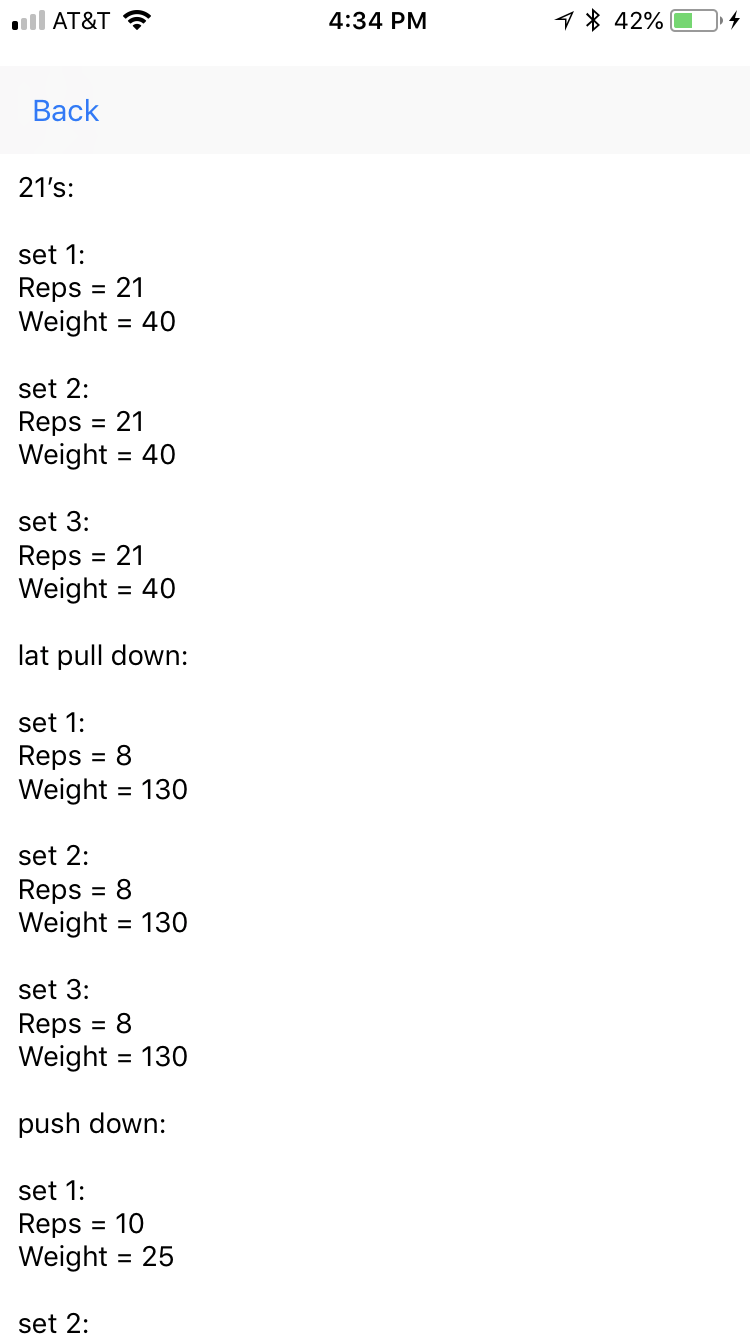 AT&T 4:34 PM 42%
Back
21’s:
set 1:
Reps = 21
Weight = 40
set 2:
Reps = 21
Weight = 40
set 3:
Reps = 21
Weight = 40
lat pull down:
set 1:
Reps = 8
Weight = 130
set 2:
Reps = 8
Weight = 130
set 3:
Reps = 8
Weight = 130
push down:
set 1:
Reps = 10
Weight = 25
set 2: